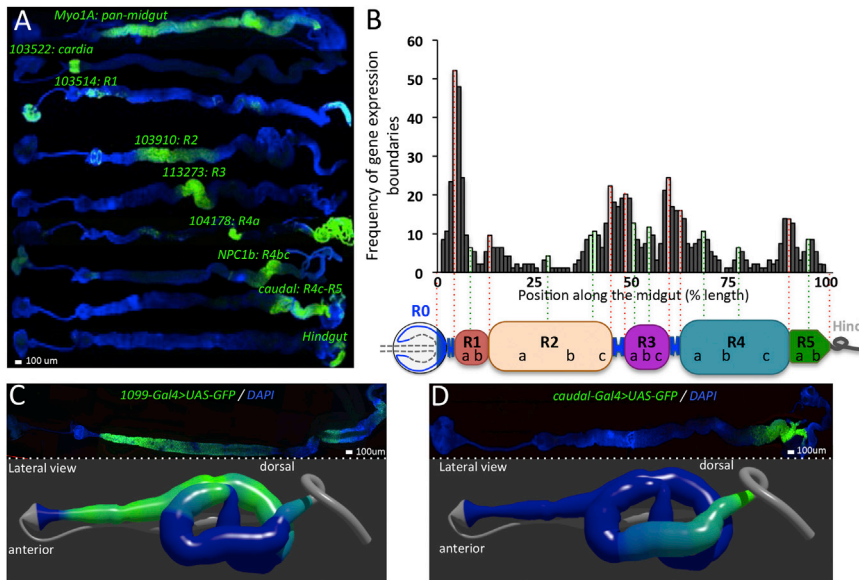 A
Myo1A: pan-midgut
103522: cardia
103514: R1
103910: R2
113273: R3
104178: R4a
NPC1b: R4bc
caudal: R4c-R5
Hindgut
100 um
B
Frequency of gene expression
boundaries
60
50
40
30
20
10
0
0 25 50 75 100
Position along the midgut (% length)
R0
R1 R2 R3 R4 R5
a b a b c a b c a b c a b
Hind
C
1099-Gal4>UAS-GFP / DAPI
100um
Lateral view
dorsal
anterior
D
caudal-Gal4>UAS-GFP / DAPI
100um
Lateral view
dorsal
anterior